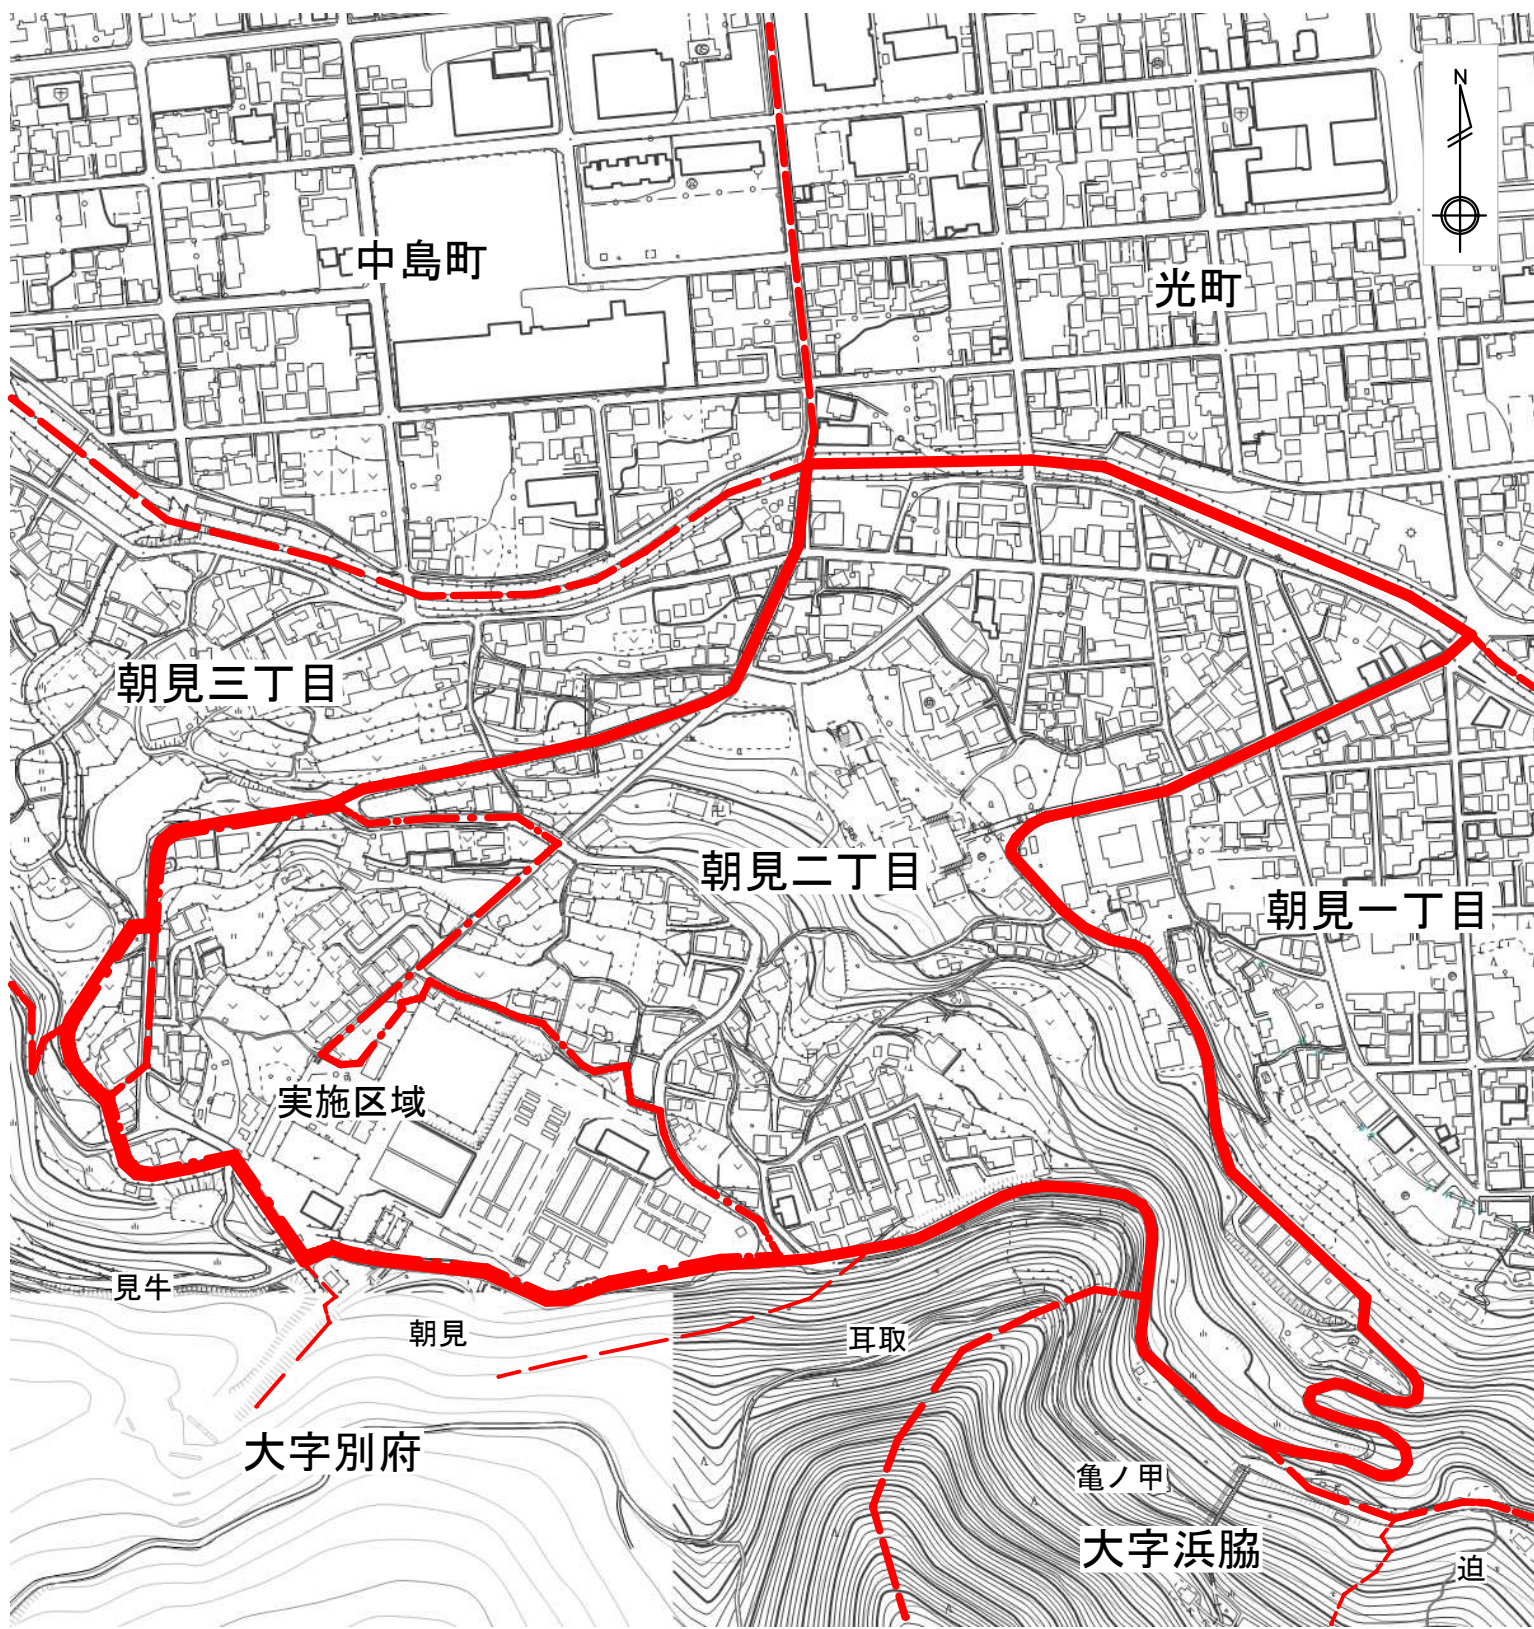 N
中島町
光町
朝見三丁目
朝見二丁目
朝見一丁目
実施区域
見牛
朝見
耳取
大字別府
亀ノ甲
大字浜脇
迫